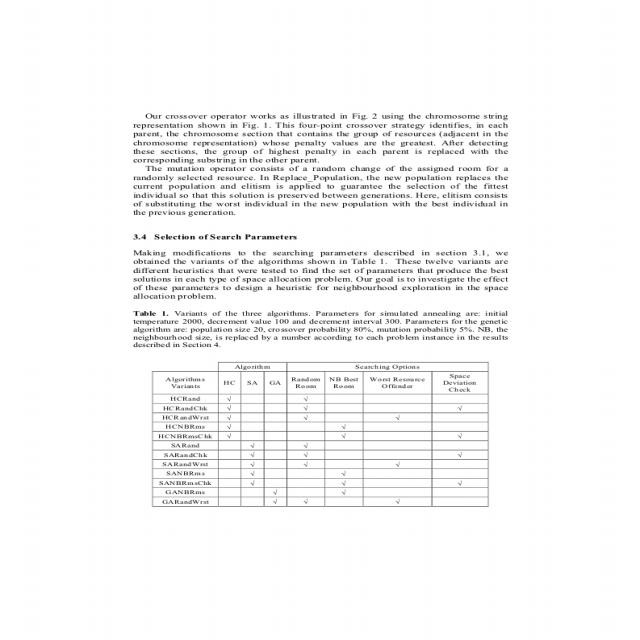 Our crossover operator works as illustrated in Fig. 2 using the chromosome string
representation shown in Fig. 1. This four-point crossover strategy identifies, in each
parent, the chromosome section that contains the group of resources (adjacent in the
chromosome representation) whose penalty values are the greatest. After detecting
these sections, the group of highest penalty in each parent is replaced with the
corresponding substring in the other parent.
The mutation operator consists of a random change of the assigned room for a
randomly selected resource. In Replace_Population, the new population replaces the
current population and elitism is applied to guarantee the selection of the fittest
individual so that this solution is preserved between generations. Here, elitism consists
of substituting the worst individual in the new population with the best individual in
the previous generation.
3.4 Selection of Search Parameters
Making modifications to the searching parameters described in section 3.1, we
obtained the variants of the algorithms shown in Table 1. These twelve variants are
different heuristics that were tested to find the set of parameters that produce the best
solutions in each type of space allocation problem. Our goal is to investigate the effect
of these parameters to design a heuristic for neighbourhood exploration in the space
allocation problem.
Table 1. Variants of the three algorithms. Parameters for simulated annealing are: initial
temperature 2000, decrement value 100 and decrement interval 300. Parameters for the genetic
algorithm are: population size 20, crossover probability 80%, mutation probability 5%. NB, the
neighbourhood size, is replaced by a number according to each problem instance in the results
described in Section 4.
Algorithm Searching Options
Algorithms Variants HC SA GA Random Room NB Best Room Worst Resource Offender Space Deviation Check
HCRand √ √
HCRandChk √ √ √
HCRandWrst √ √ √
HCNBRms √ √
HCNBRmsChk √ √ √
SARand √ √
SARandChk √ √ √
SARandWrst √ √ √
SANBRms √ √
SANBRmsChk √ √ √
GANBRms √ √
GARandWrst √ √ √